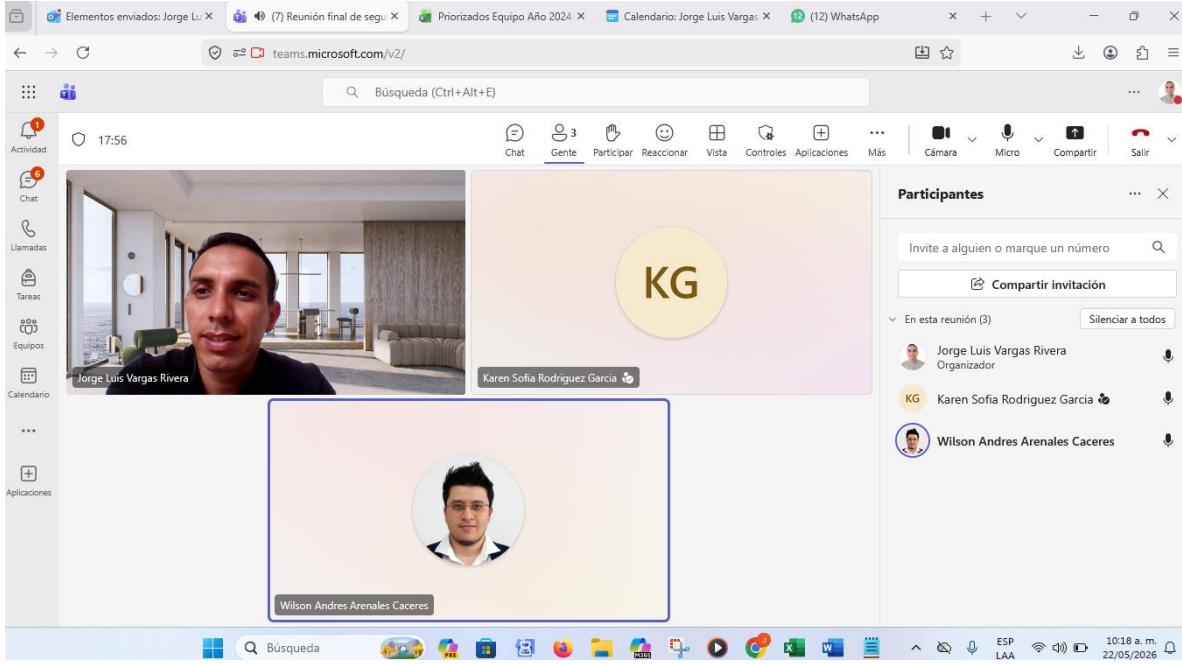 Elementos enviados: Jorge Lu
(7) Reunión final de segu
Priorizados Equipo Año 2024-
Calendario: Jorge Luis Vargas
12
(12) WhatsApp
teams.microsoft.com/v2/
Búsqueda (Ctrl+Alt+E)
1
Actividad
6
Chat
Llamadas
Tareas
Equipos
Calendario
Aplicaciones
17:56
Chat
3
Gente
Participar
Reaccionar
Vista
Controles
Aplicaciones
Más
Cámara
Micro
Compartir
Salir
Jorge Luis Vargas Rivera
KG
Karen Sofia Rodriguez Garcia
Wilson Andres Arenales Caceres
Participantes
Invite a alguien o marque un número
Compartir invitación
En esta reunión (3)
Silenciar a todos
Jorge Luis Vargas Rivera
Organizador
KG
Karen Sofia Rodriguez Garcia
Wilson Andres Arenales Caceres
Búsqueda
PRE
M365
ESP
LAA
10:18 a. m.
22/05/2026